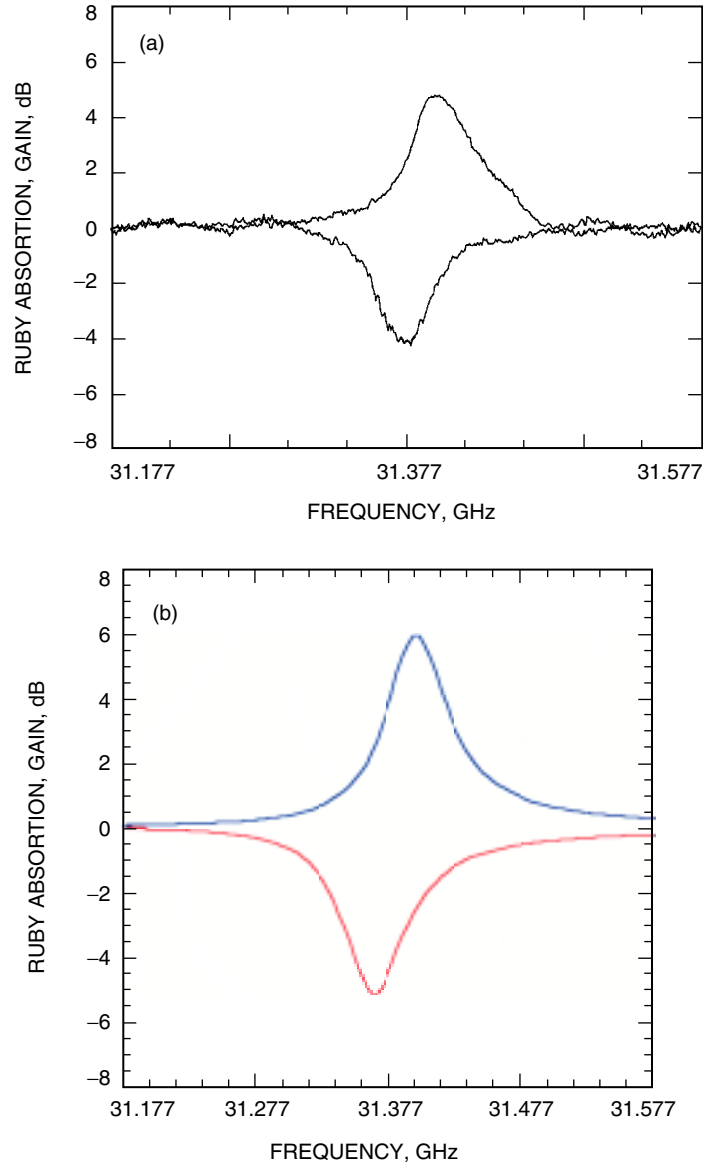 (a)
RUBY ABSORTION, GAIN, dB
8
6
4
2
0
−2
−4
−6
−8
31.177 31.377 31.577
FREQUENCY, GHz
(b)
RUBY ABSORTION, GAIN, dB
8
6
4
2
0
−2
−4
−6
−8
31.177 31.277 31.377 31.477 31.577
FREQUENCY, GHz